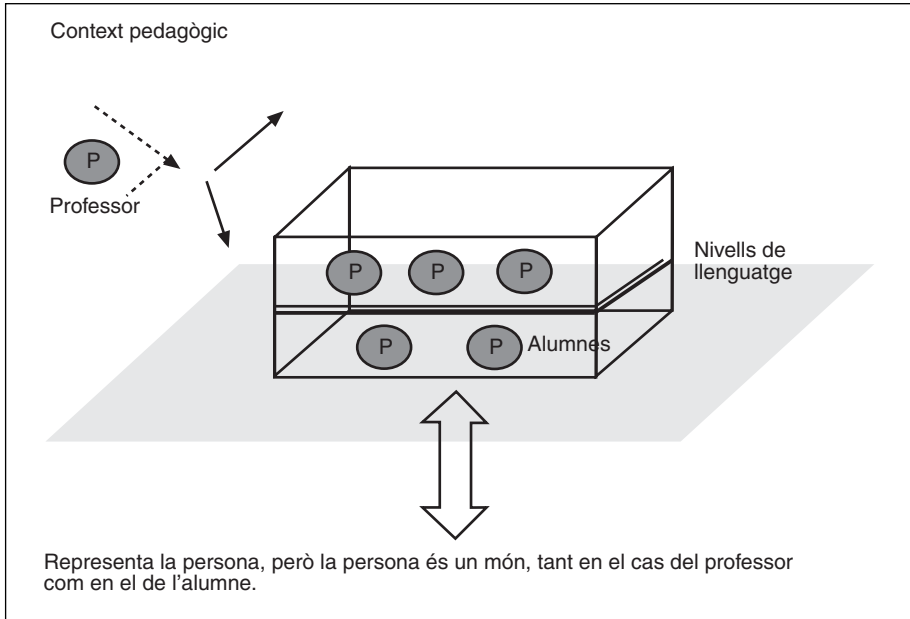 Context pedagògic
P
Professor
P
P
P
Nivells de
llenguatge
P
P
Alumnes
Representa la persona, però la persona és un món, tant en el cas del professor
com en el de l’alumne.